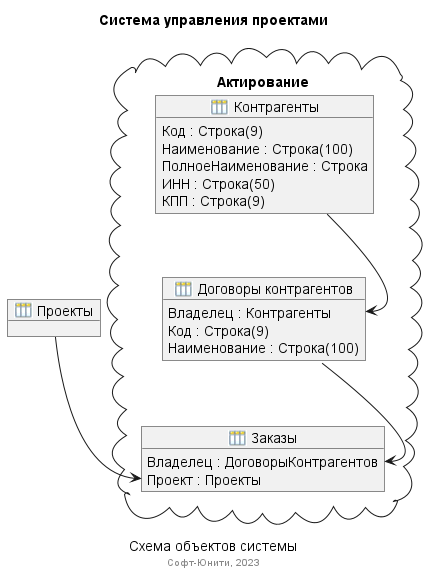 Система управления проектами
Актирование
Контрагенты
Код : Строка(9)
Наименование : Строка(100)
ПолноеНаименование : Строка
ИНН : Строка(50)
КПП : Строка(9)
Договоры контрагентов
Владелец : Контрагенты
Код : Строка(9)
Наименование : Строка(100)
Проекты
Заказы
Владелец : ДоговорыКонтрагентов
Проект : Проекты
Схема объектов системы
Софт-Юнити, 2023